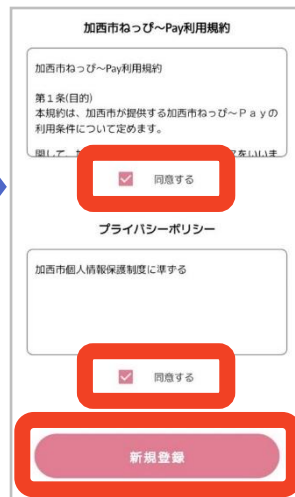 加西市ねっぴ～Pay利用規約
加西市ねっぴ～Pay利用規約
第１条(目的)
本規約は、加西市が提供する加西市ねっぴ～Ｐａｙの
利用条件について定めます。
同意する
プライバシーポリシー
加西市個人情報保護制度に準ずる
同意する
新規登録